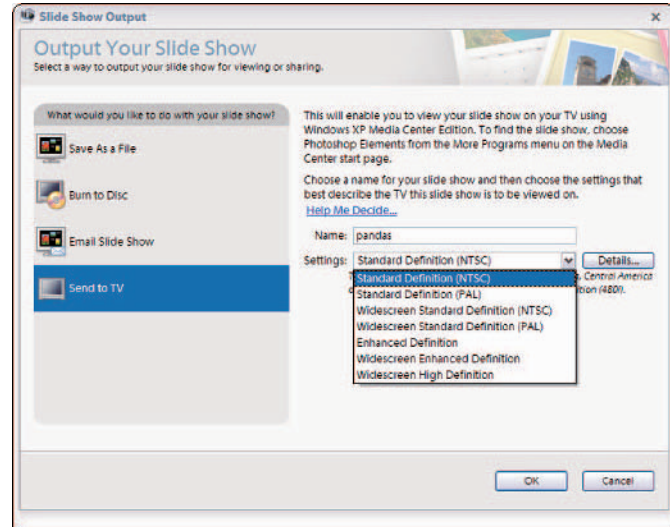 Slide Show Output
Output Your Slide Show
Select a way to output your slide show for viewing or sharing.
What would you like to do with your slide show?
Save As a File
Burn to Disc
Email Slide Show
Send to TV
This will enable you to view your slide show on your TV using
Windows XP Media Center Edition. To find the slide show, choose
Photoshop Elements from the More Programs menu on the Media
Center start page.
Choose a name for your slide show and then choose the settings that
best describe the TV this slide show is to be viewed on.
Help Me Decide...
Name: pandas
Settings: Standard Definition (NTSC) Details...
Central America
(480i).
Standard Definition (NTSC)
Standard Definition (PAL)
Widescreen Standard Definition (NTSC)
Widescreen Standard Definition (PAL)
Enhanced Definition
Widescreen Enhanced Definition
Widescreen High Definition
OK Cancel